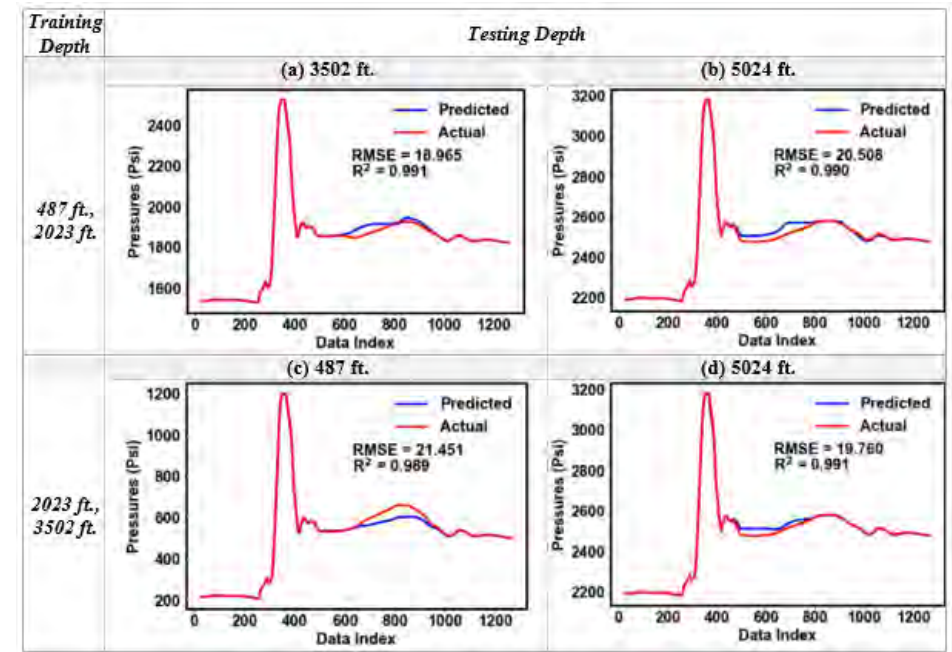 Training Depth
Testing Depth
487 ft.,
2023 ft.
(a) 3502 ft.
Pressures (Psi)
2400
2200
2000
1800
1600
Predicted
Actual
RMSE = 18.965
R² = 0.991
0 200 400 600 800 1000 1200
Data Index
(b) 5024 ft.
Pressures (Psi)
3200
3000
2800
2600
2400
2200
Predicted
Actual
RMSE = 20.508
R² = 0.990
0 200 400 600 800 1000 1200
Data Index
2023 ft.,
3502 ft.
(c) 487 ft.
Pressures (Psi)
1200
1000
800
600
400
200
Predicted
Actual
RMSE = 21.451
R² = 0.989
0 200 400 600 800 1000 1200
Data Index
(d) 5024 ft.
Pressures (Psi)
3200
3000
2800
2600
2400
2200
Predicted
Actual
RMSE = 19.760
R² = 0.991
0 200 400 600 800 1000 1200
Data Index